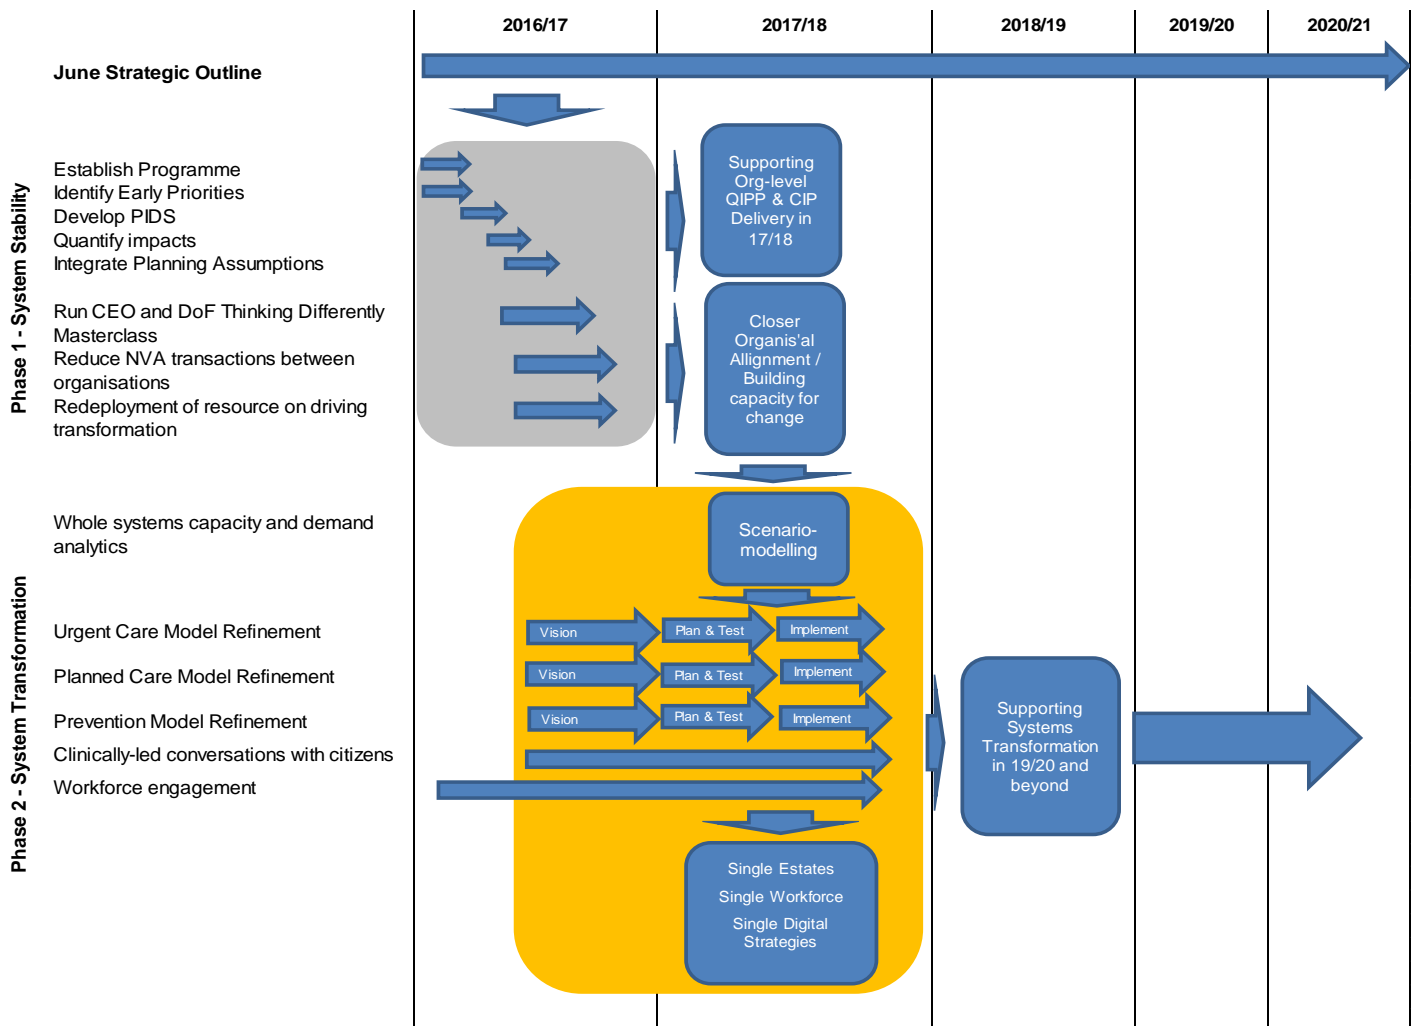 2016/17
2017/18
2018/19
2019/20
2020/21
June Strategic Outline
Phase 1 - System Stability
Establish Programme
Identify Early Priorities
Develop PIDS
Quantify impacts
Integrate Planning Assumptions
Run CEO and DoF Thinking Differently
Masterclass
Reduce NVA transactions between
organisations
Redeployment of resource on driving
transformation
Supporting
Org-level
QIPP & CIP
Delivery in
17/18
Closer
Organis'al
Allignment /
Building
capacity for
change
Phase 2 - System Transformation
Whole systems capacity and demand
analytics
Scenario-
modelling
Urgent Care Model Refinement
Vision
Plan & Test
Implement
Planned Care Model Refinement
Vision
Plan & Test
Implement
Prevention Model Refinement
Vision
Plan & Test
Implement
Clinically-led conversations with citizens
Workforce engagement
Supporting
Systems
Transformation
in 19/20 and
beyond
Single Estates
Single Workforce
Single Digital
Strategies